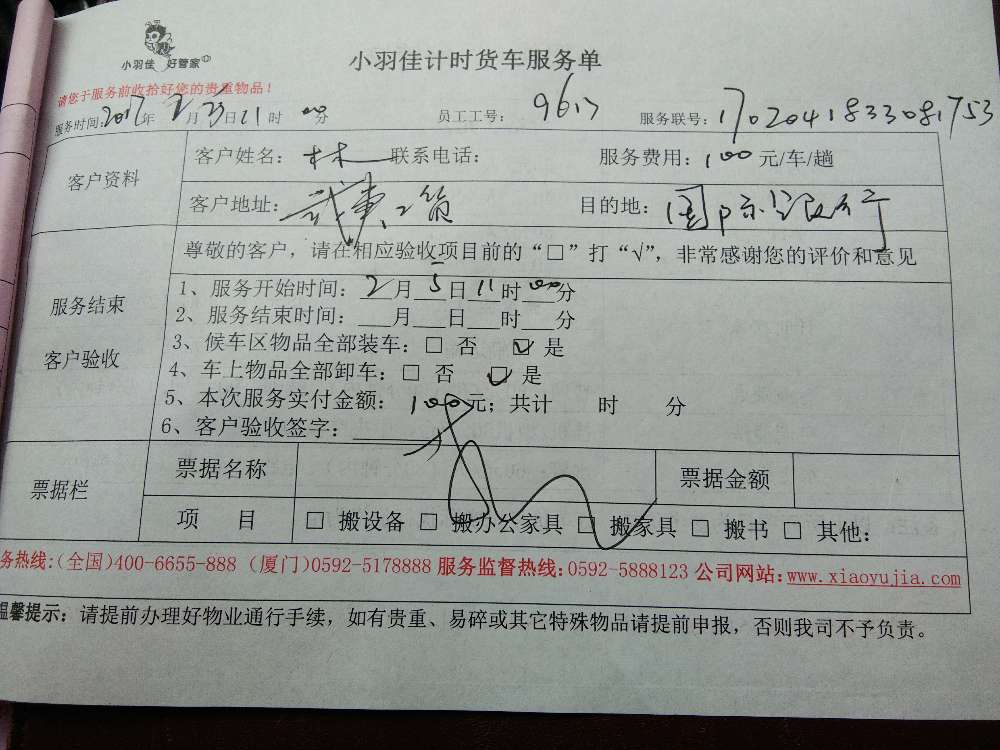 小羽佳 好管家
小羽佳计时货车服务单
请您于服务前收拾好您的贵重物品!
服务时间:2017年2月 日11时00分 员工工号: 9617 服务联号:170204183308 1753
客户资料
客户姓名: 林 联系电话: 服务费用:100元/车/趟
客户地址: 目的地: 国际 银行
服务结束
客户验收
尊敬的客户，请在相应验收项目前的“□”打“√”，非常感谢您的评价和意见
1、服务开始时间:2月5日11时00分
2、服务结束时间:___月___日___时___分
3、候车区物品全部装车:□ 否 ☑ 是
4、车上物品全部卸车:□ 否 ☑ 是
5、本次服务实付金额: 100元；共计 时 分
6、客户验收签字:
票据栏
票据名称 票据金额
项 目 □ 搬设备 □ 搬办公家具 □ 搬家具 □ 搬书 □ 其他:
务热线:(全国)400-6655-888 (厦门)0592-5178888 服务监督热线:0592-5888123 公司网站:www.xiaoyujia.com
温馨提示: 请提前办理好物业通行手续，如有贵重、易碎或其它特殊物品请提前申报，否则我司不予负责。